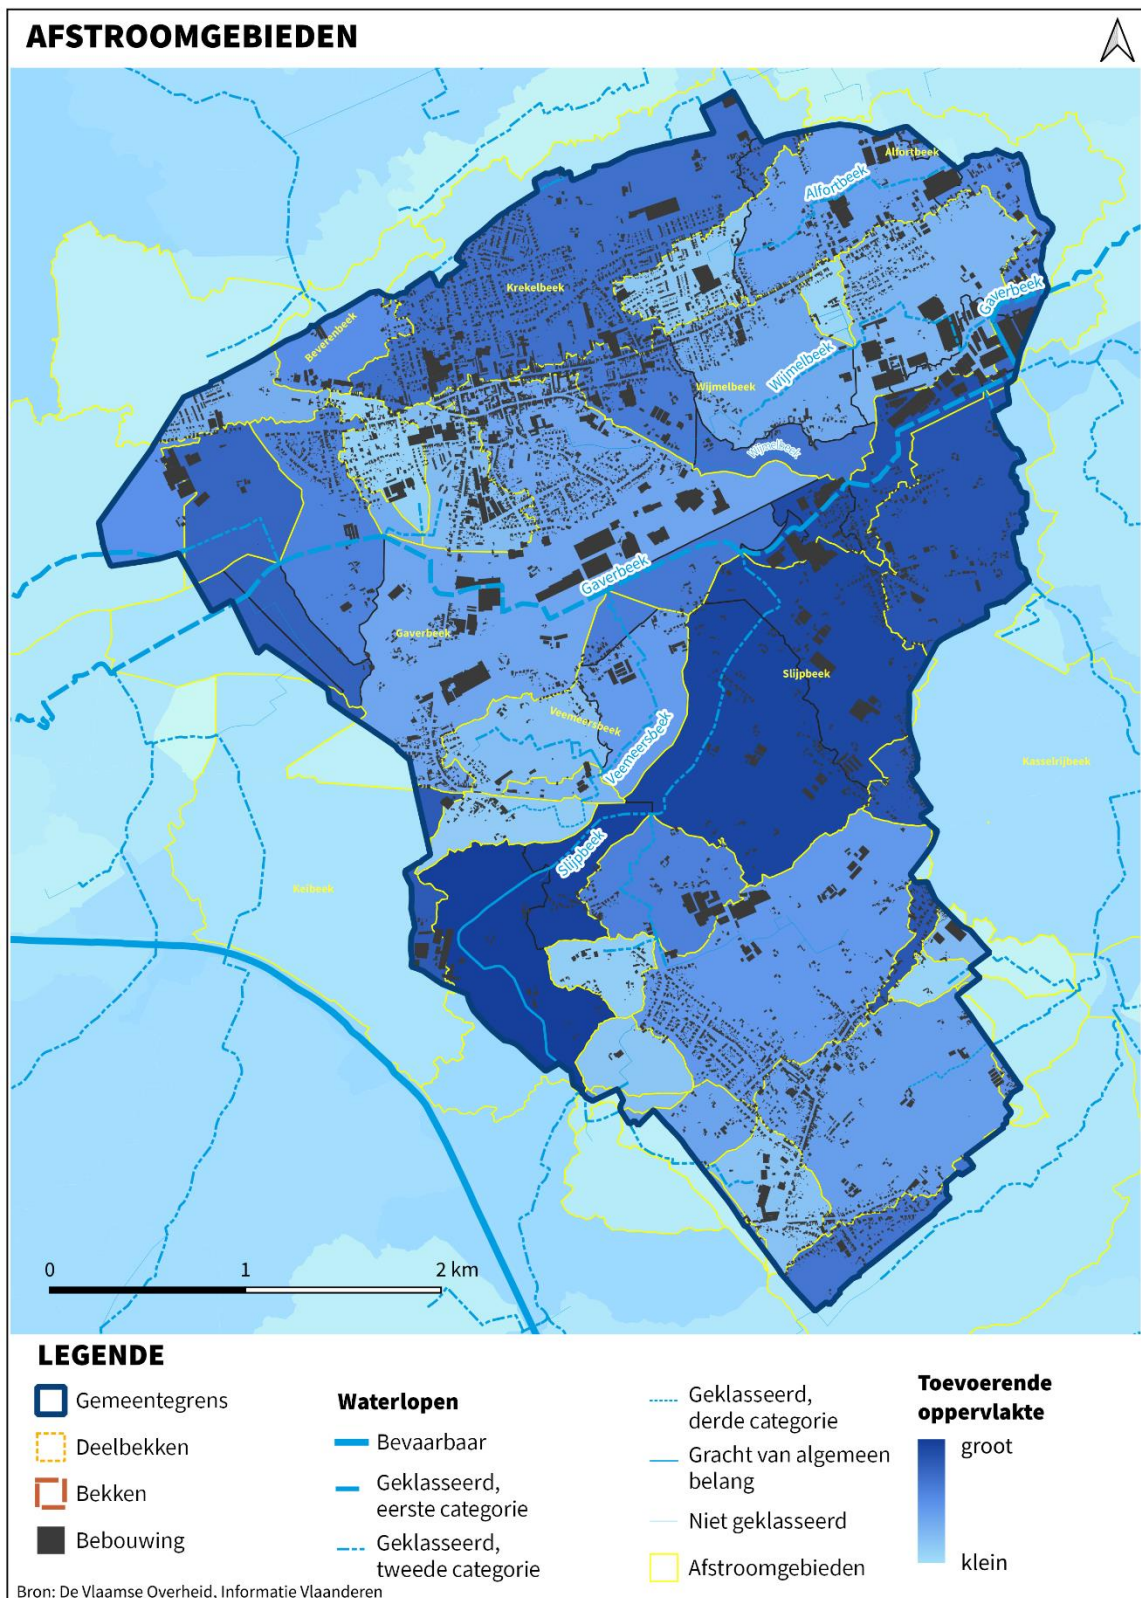 AFSTROOMGEBIEDEN
Alfortbeek
Alfortbeek
Krekelbeek
Gaverbeek
Beverenbeek
Wijmelbeek
Wijmelbeek
Wijmelbeek
Gaverbeek
Gaverbeek
Slijpbeek
Veemeersbeek
Veemeersbeek
Kasselrijbeek
Slijpbeek
Keibeek
0 1 2 km
LEGENDE
Gemeentegrens
Deelbekken
Bekken
Bebouwing
Waterlopen
Bevaarbaar
Geklasseerd,
eerste categorie
Geklasseerd,
tweede categorie
Geklasseerd,
derde categorie
Gracht van algemeen
belang
Niet geklasseerd
Afstroomgebieden
Toevoerende
oppervlakte
groot
klein
Bron: De Vlaamse Overheid, Informatie Vlaanderen